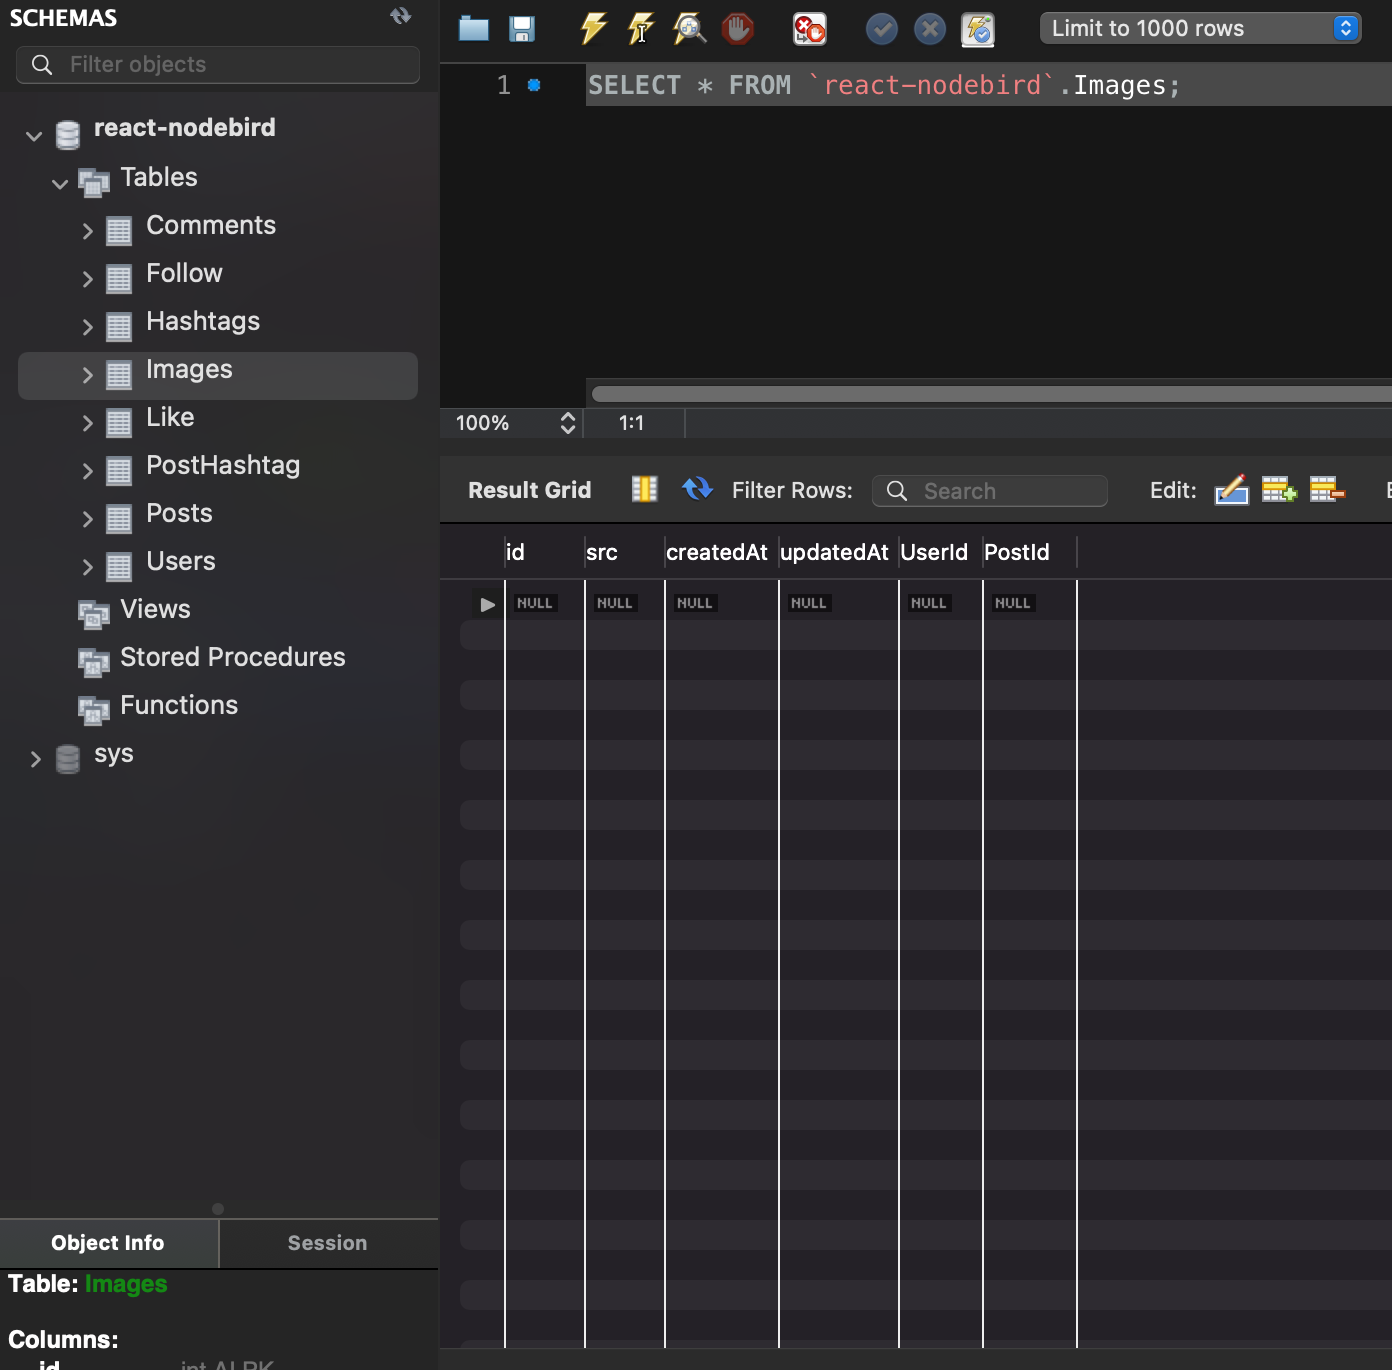 SCHEMAS
Filter objects
react-nodebird
Tables
Comments
Follow
Hashtags
Images
Like
PostHashtag
Posts
Users
Views
Stored Procedures
Functions
sys
Object Info
Session
Table: Images
Columns:
id
Limit to 1000 rows
1 SELECT * FROM `react-nodebird`.Images;
100% 1:1
Result Grid Filter Rows: Search Edit:
id src createdAt updatedAt UserId PostId
NULL NULL NULL NULL NULL NULL